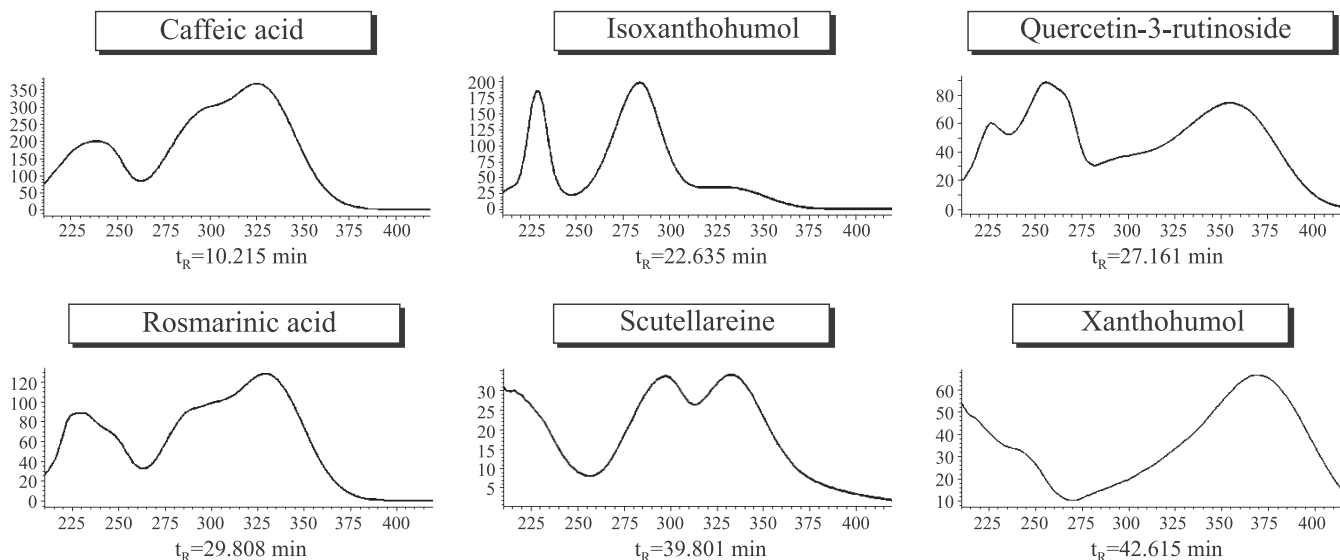 Caffeic acid
350
300
250
200
150
100
50
0
225 250 275 300 325 350 375 400
tR=10.215 min
Isoxanthohumol
200
175
150
125
100
75
50
25
0
225 250 275 300 325 350 375 400
tR=22.635 min
Quercetin-3-rutinoside
80
60
40
20
0
225 250 275 300 325 350 375 400
tR=27.161 min
Rosmarinic acid
120
100
80
60
40
20
0
225 250 275 300 325 350 375 400
tR=29.808 min
Scutellareine
30
25
20
15
10
5
225 250 275 300 325 350 375 400
tR=39.801 min
Xanthohumol
60
50
40
30
20
10
225 250 275 300 325 350 375 400
tR=42.615 min